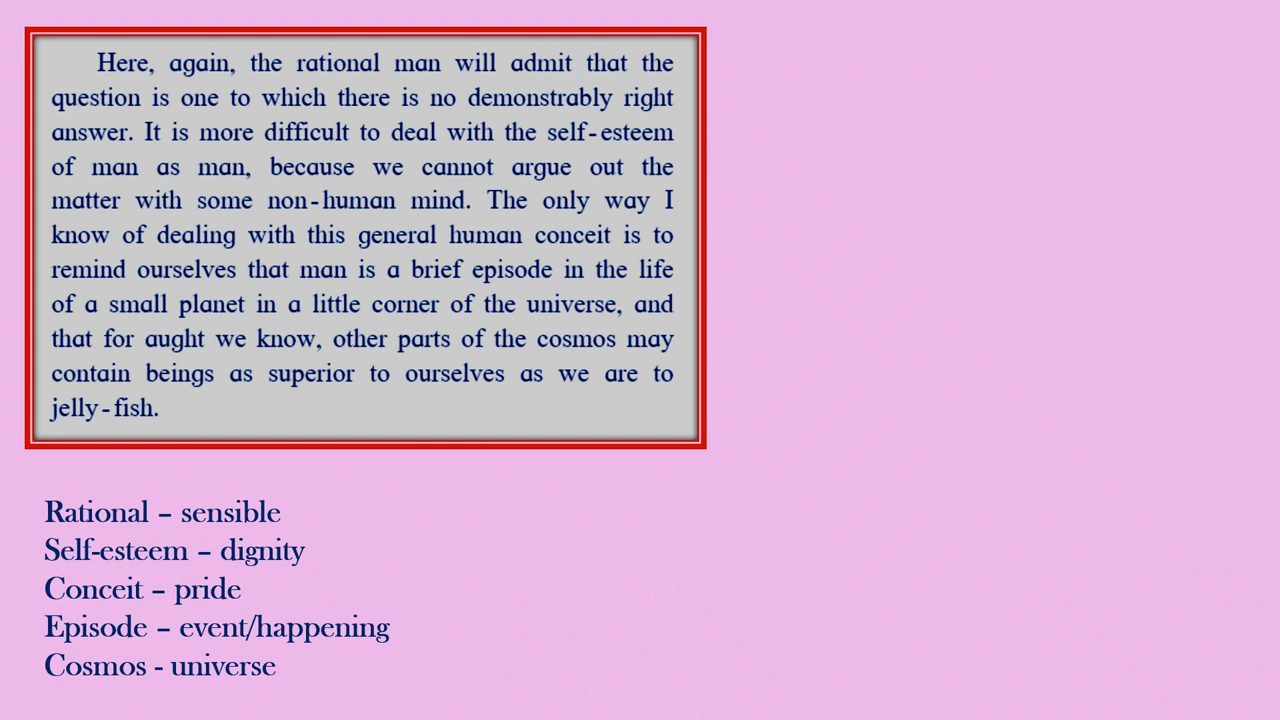 Here, again, the rational man will admit that the
question is one to which there is no demonstrably right
answer. It is more difficult to deal with the self-esteem
of man as man, because we cannot argue out the
matter with some non-human mind. The only way I
know of dealing with this general human conceit is to
remind ourselves that man is a brief episode in the life
of a small planet in a little corner of the universe, and
that for aught we know, other parts of the cosmos may
contain beings as superior to ourselves as we are to
jelly-fish.
Rational – sensible
Self-esteem – dignity
Conceit – pride
Episode – event/happening
Cosmos - universe